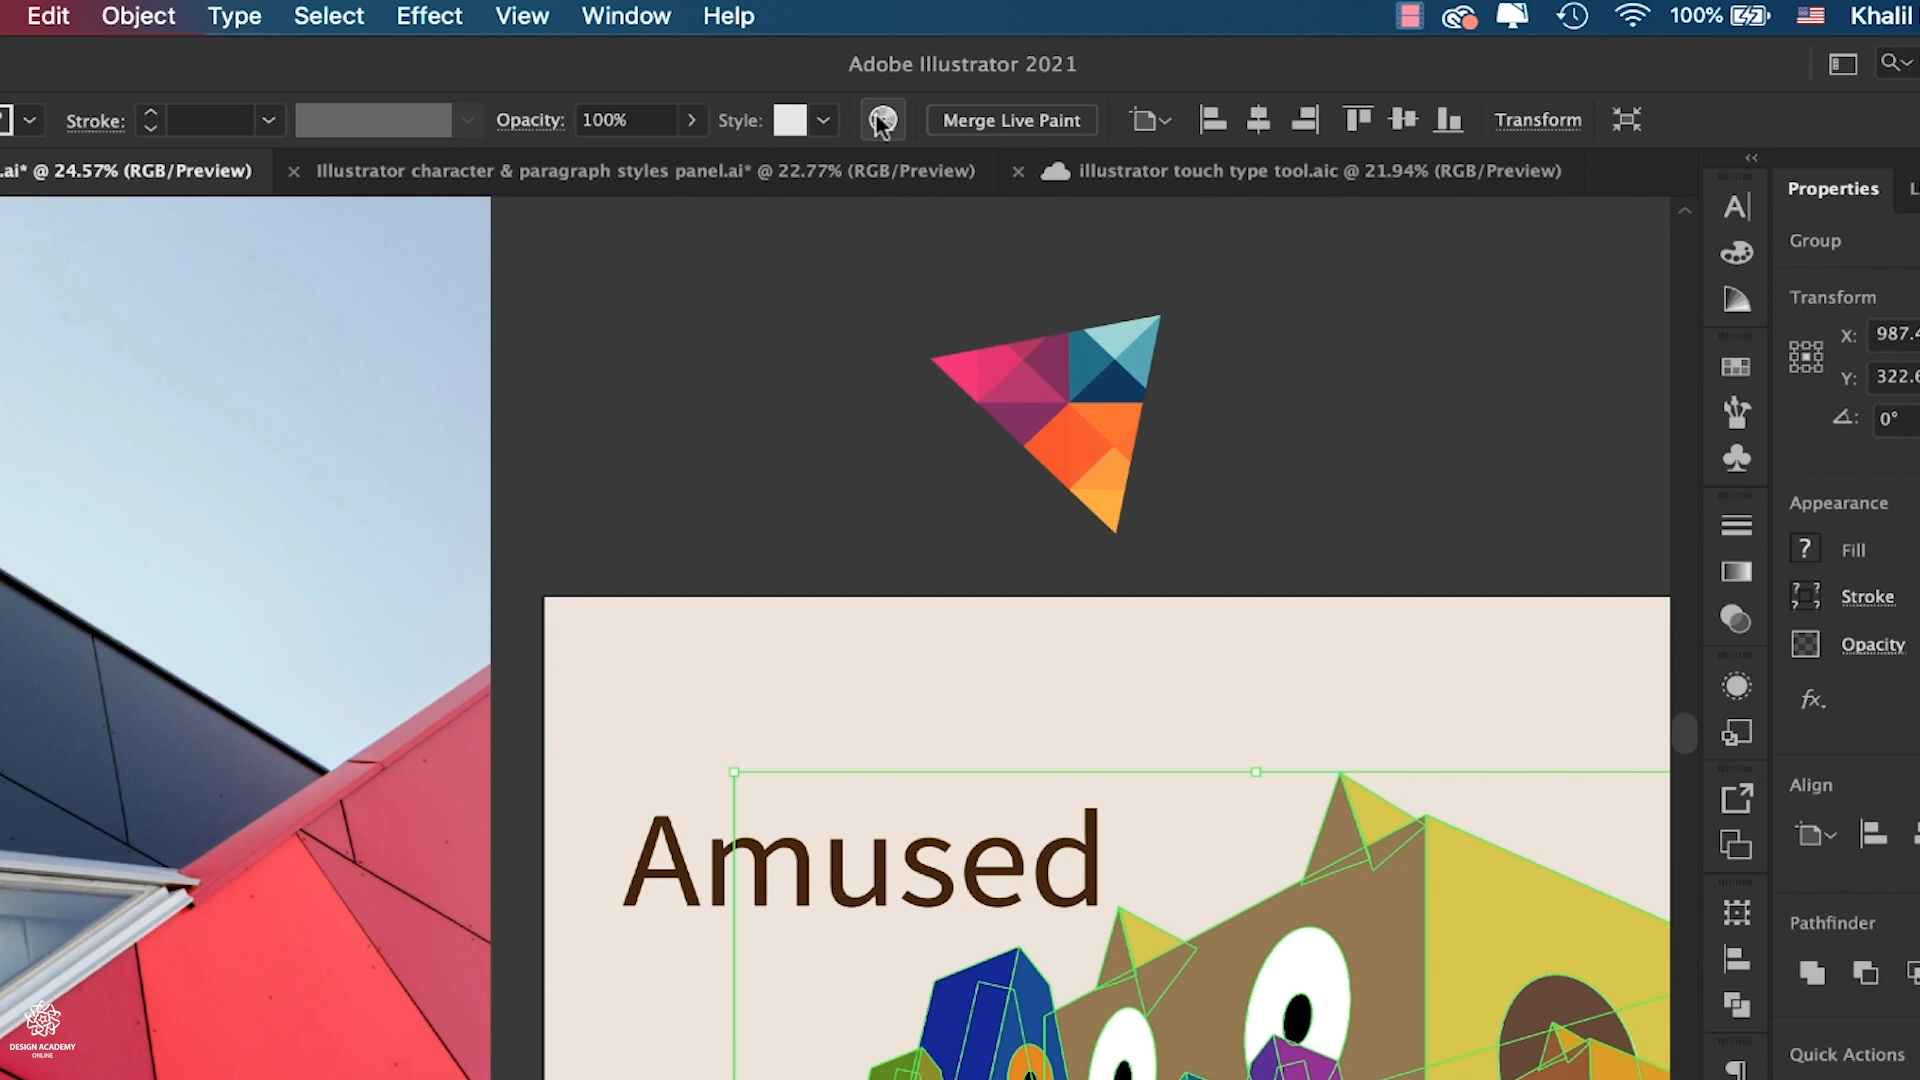 Edit Object Type Select Effect View Window Help 100% Khalil
Adobe Illustrator 2021
Stroke: Opacity: 100% Style: Merge Live Paint Transform
.ai* @ 24.57% (RGB/Preview) × Illustrator character & paragraph styles panel.ai* @ 22.77% (RGB/Preview) × illustrator touch type tool.aic @ 21.94% (RGB/Preview)
Properties
Group
Transform
X: 987.4
Y: 322.6
0°
Appearance
? Fill
Stroke
Opacity
fx.
Align
Pathfinder
Quick Actions
Amused
DESIGN ACADEMY
ONLINE